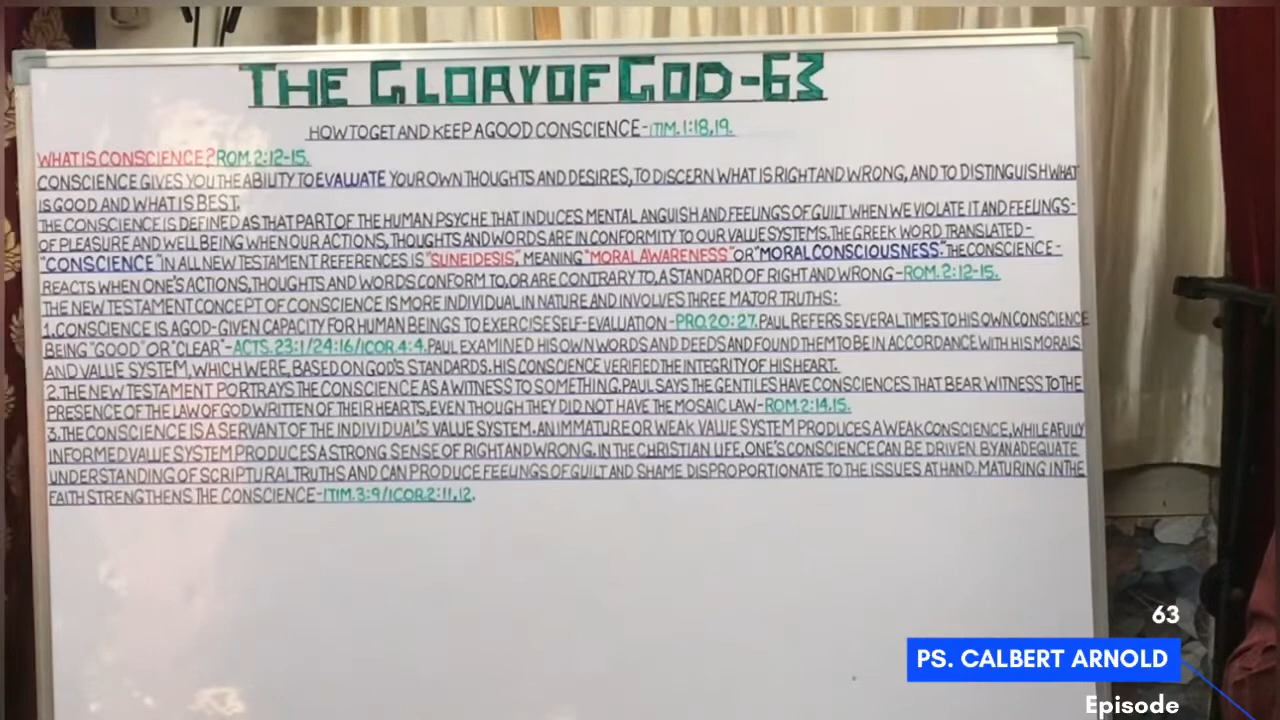 THE GLORY OF GOD-63
HOW TO GET AND KEEP A GOOD CONSCIENCE-1TIM.1:18,19.
WHAT IS CONSCIENCE? ROM.2:12-15.
CONSCIENCE GIVES YOU THE ABILITY TO EVALUATE YOUR OWN THOUGHTS AND DESIRES, TO DISCERN WHAT IS RIGHT AND WRONG, AND TO DISTINGUISH WHAT
IS GOOD AND WHAT IS BEST.
THE CONSCIENCE IS DEFINED AS THAT PART OF THE HUMAN PSYCHE THAT INDUCES MENTAL ANGUISH AND FEELINGS OF GUILT WHEN WE VIOLATE IT AND FEELINGS-
OF PLEASURE AND WELL BEING WHEN OUR ACTIONS, THOUGHTS AND WORDS ARE IN CONFORMITY TO OUR VALUE SYSTEMS. THE GREEK WORD TRANSLATED-
"CONSCIENCE" IN ALL NEW TESTAMENT REFERENCES IS "SUNEIDESIS", MEANING "MORAL AWARENESS" OR "MORAL CONSCIOUSNESS". THE CONSCIENCE-
REACTS WHEN ONE'S ACTIONS, THOUGHTS AND WORDS CONFORM TO, OR ARE CONTRARY TO, A STANDARD OF RIGHT AND WRONG-ROM.2:12-15.
THE NEW TESTAMENT CONCEPT OF CONSCIENCE IS MORE INDIVIDUAL IN NATURE AND INVOLVES THREE MAJOR TRUTHS:
1.CONSCIENCE IS A GOD-GIVEN CAPACITY FOR HUMAN BEINGS TO EXERCISE SELF-EVALUATION-PRO.20:27. PAUL REFERS SEVERAL TIMES TO HIS OWN CONSCIENCE
BEING "GOOD" OR "CLEAR"-ACTS.23:1/24:16/1COR.4:4. PAUL EXAMINED HIS OWN WORDS AND DEEDS AND FOUND THEM TO BE IN ACCORDANCE WITH HIS MORALS
AND VALUE SYSTEM, WHICH WERE, BASED ON GOD'S STANDARDS. HIS CONSCIENCE VERIFIED THE INTEGRITY OF HIS HEART.
2.THE NEW TESTAMENT PORTRAYS THE CONSCIENCE AS A WITNESS TO SOMETHING. PAUL SAYS THE GENTILES HAVE CONSCIENCES THAT BEAR WITNESS TO THE
PRESENCE OF THE LAW OF GOD WRITTEN OF THEIR HEARTS, EVEN THOUGH THEY DID NOT HAVE THE MOSAIC LAW-ROM.2:14,15.
3.THE CONSCIENCE IS A SERVANT OF THE INDIVIDUAL'S VALUE SYSTEM. AN IMMATURE OR WEAK VALUE SYSTEM PRODUCES A WEAK CONSCIENCE, WHILE A FULLY
INFORMED VALUE SYSTEM PRODUCES A STRONG SENSE OF RIGHT AND WRONG. IN THE CHRISTIAN LIFE, ONE'S CONSCIENCE CAN BE DRIVEN BY AN ADEQUATE
UNDERSTANDING OF SCRIPTURAL TRUTHS AND CAN PRODUCE FEELINGS OF GUILT AND SHAME DISPROPORTIONATE TO THE ISSUES AT HAND. MATURING IN THE
FAITH STRENGTHENS THE CONSCIENCE-1TIM.3:9/1COR.2:11,12.
63
PS. CALBERT ARNOLD
Episode